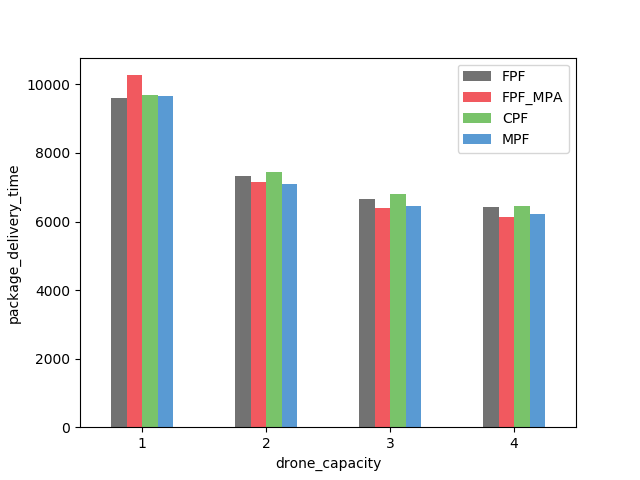 FPF
FPF_MPA
CPF
MPF
10000
8000
6000
4000
2000
0
package_delivery_time
1 2 3 4
drone_capacity